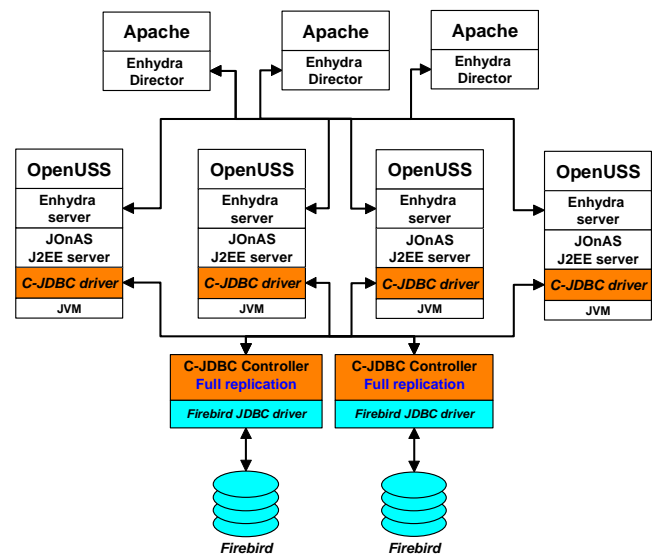 Apache
Enhydra
Director
Apache
Enhydra
Director
Apache
Enhydra
Director
OpenUSS
Enhydra
server
JOnAS
J2EE server
C-JDBC driver
JVM
OpenUSS
Enhydra
server
JOnAS
J2EE server
C-JDBC driver
JVM
OpenUSS
Enhydra
server
JOnAS
J2EE server
C-JDBC driver
JVM
OpenUSS
Enhydra
server
JOnAS
J2EE server
C-JDBC driver
JVM
C-JDBC Controller
Full replication
Firebird JDBC driver
C-JDBC Controller
Full replication
Firebird JDBC driver
Firebird
Firebird